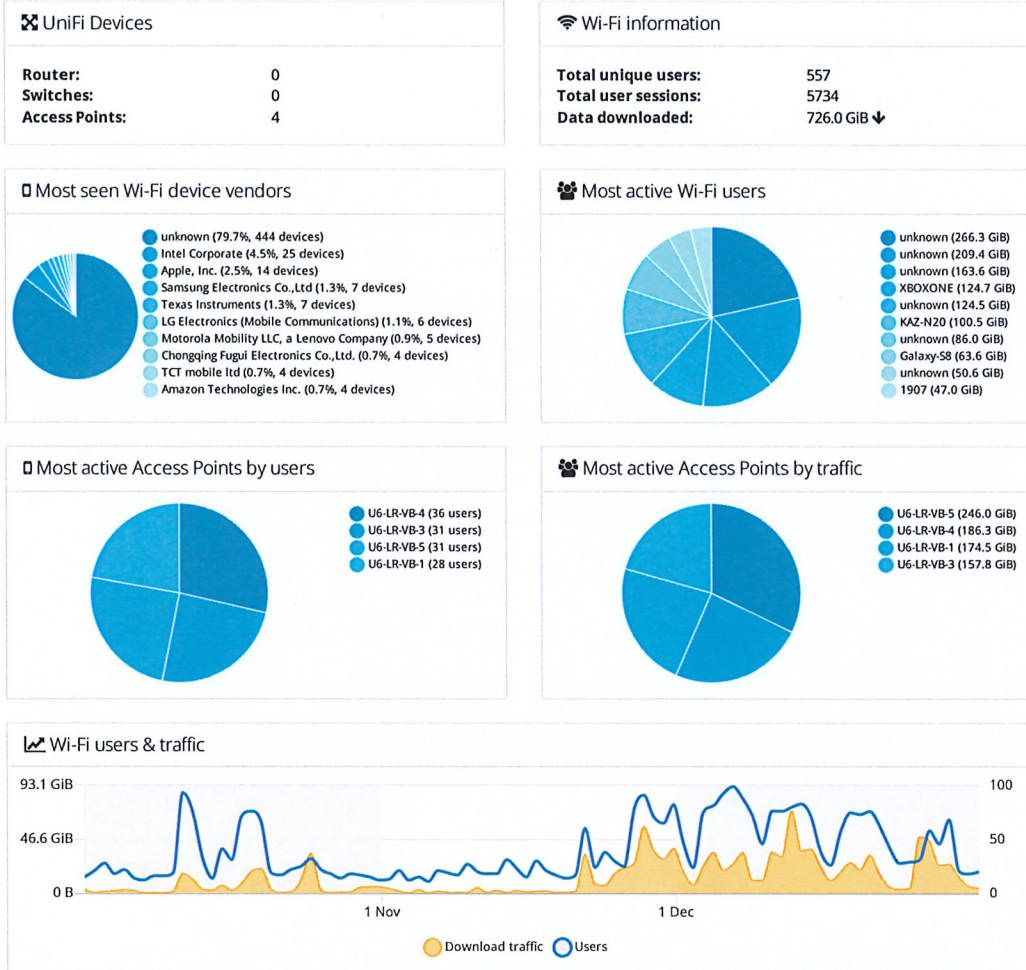 UniFi Devices
Router: 0
Switches: 0
Access Points: 4
Wi-Fi information
Total unique users: 557
Total user sessions: 5734
Data downloaded: 726.0 GiB
Most seen Wi-Fi device vendors
unknown (79.7%, 444 devices)
Intel Corporate (4.5%, 25 devices)
Apple, Inc. (2.5%, 14 devices)
Samsung Electronics Co.,Ltd (1.3%, 7 devices)
Texas Instruments (1.3%, 7 devices)
LG Electronics (Mobile Communications) (1.1%, 6 devices)
Motorola Mobility LLC, a Lenovo Company (0.9%, 5 devices)
Chongqing Fugui Electronics Co.,Ltd. (0.7%, 4 devices)
TCT mobile ltd (0.7%, 4 devices)
Amazon Technologies Inc. (0.7%, 4 devices)
Most active Wi-Fi users
unknown (266.3 GiB)
unknown (209.4 GiB)
unknown (163.6 GiB)
XBOXONE (124.7 GiB)
unknown (124.5 GiB)
KAZ-N20 (100.5 GiB)
unknown (86.0 GiB)
Galaxy-S8 (63.6 GiB)
unknown (50.6 GiB)
1907 (47.0 GiB)
Most active Access Points by users
U6-LR-VB-4 (36 users)
U6-LR-VB-3 (31 users)
U6-LR-VB-5 (31 users)
U6-LR-VB-1 (28 users)
Most active Access Points by traffic
U6-LR-VB-5 (246.0 GiB)
U6-LR-VB-4 (186.3 GiB)
U6-LR-VB-1 (174.5 GiB)
U6-LR-VB-3 (157.8 GiB)
Wi-Fi users & traffic
93.1 GiB 100
46.6 GiB 50
0 B 0
1 Nov 1 Dec
Download traffic Users